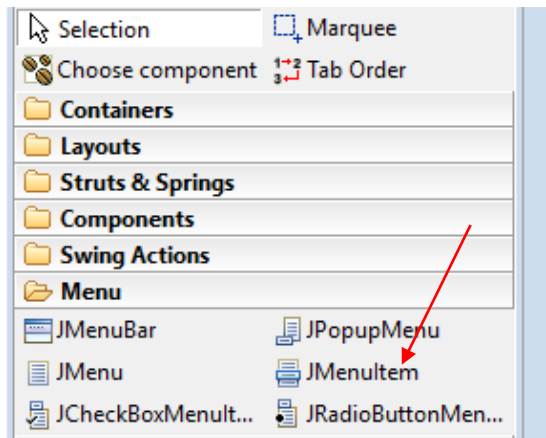 Selection Marquee
Choose component Tab Order
Containers
Layouts
Struts & Springs
Components
Swing Actions
Menu
JMenuBar JPopupMenu
JMenu JMenuItem
JCheckBoxMenuIt... JRadioButtonMen...